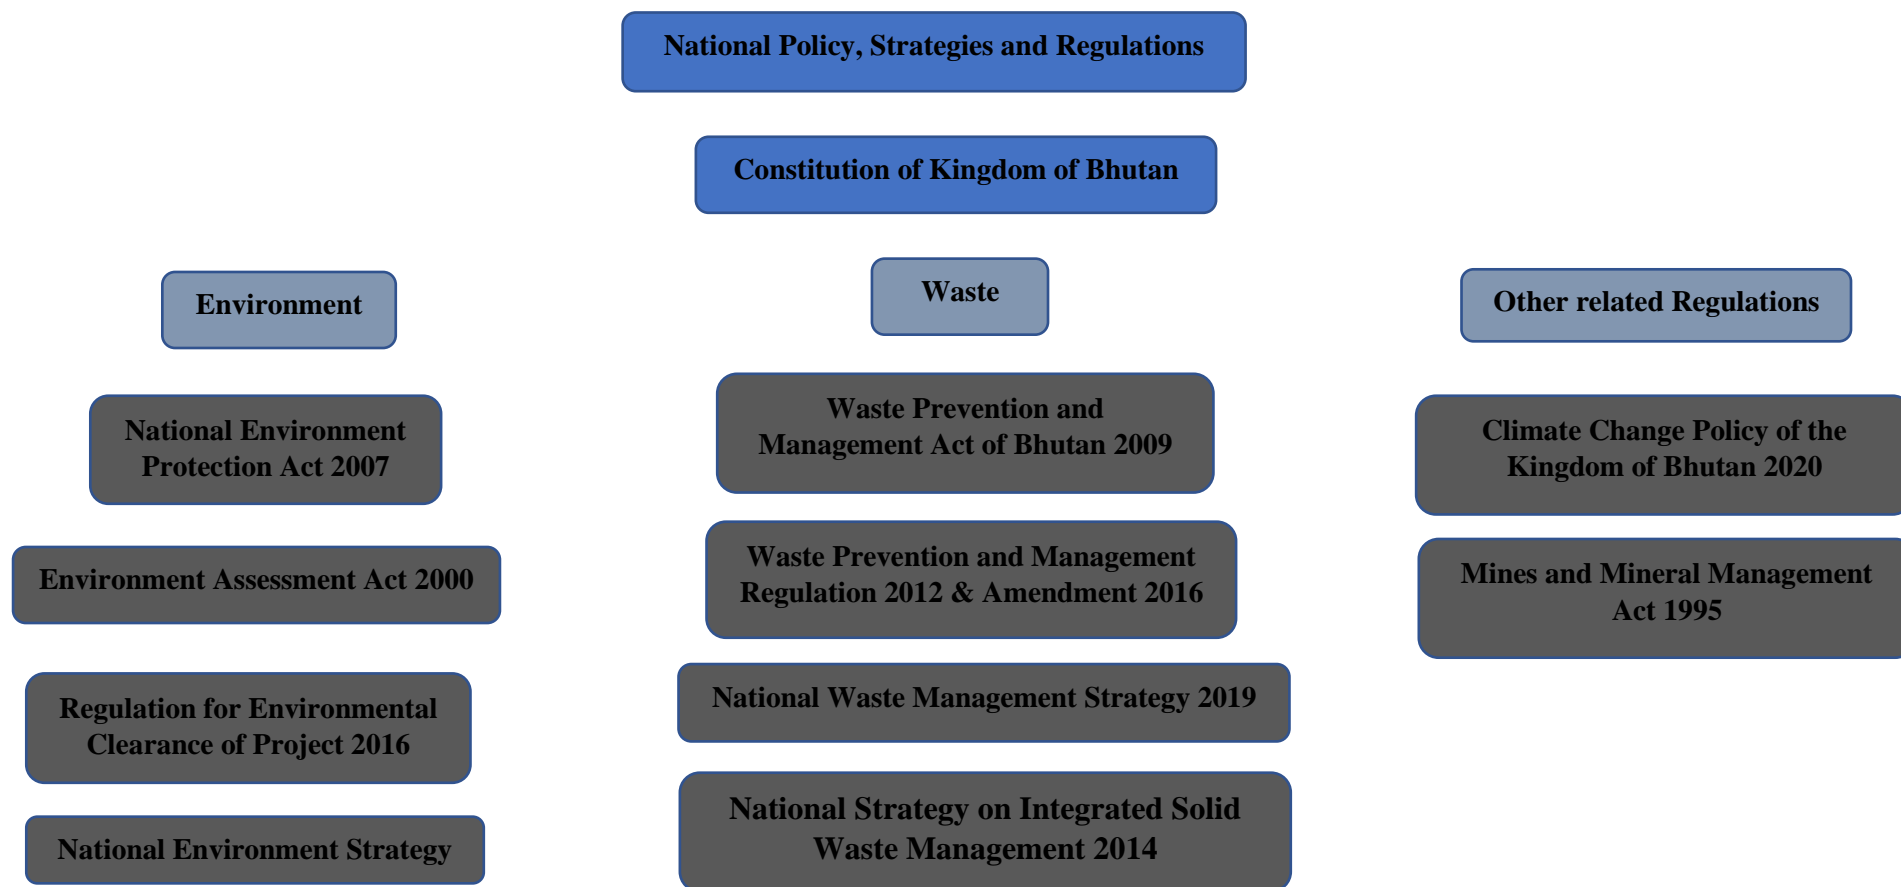 National Policy, Strategies and Regulations
Constitution of Kingdom of Bhutan
Environment
National Environment
Protection Act 2007
Environment Assessment Act 2000
Regulation for Environmental
Clearance of Project 2016
National Environment Strategy
Waste
Waste Prevention and
Management Act of Bhutan 2009
Waste Prevention and Management
Regulation 2012 & Amendment 2016
National Waste Management Strategy 2019
National Strategy on Integrated Solid
Waste Management 2014
Other related Regulations
Climate Change Policy of the
Kingdom of Bhutan 2020
Mines and Mineral Management
Act 1995